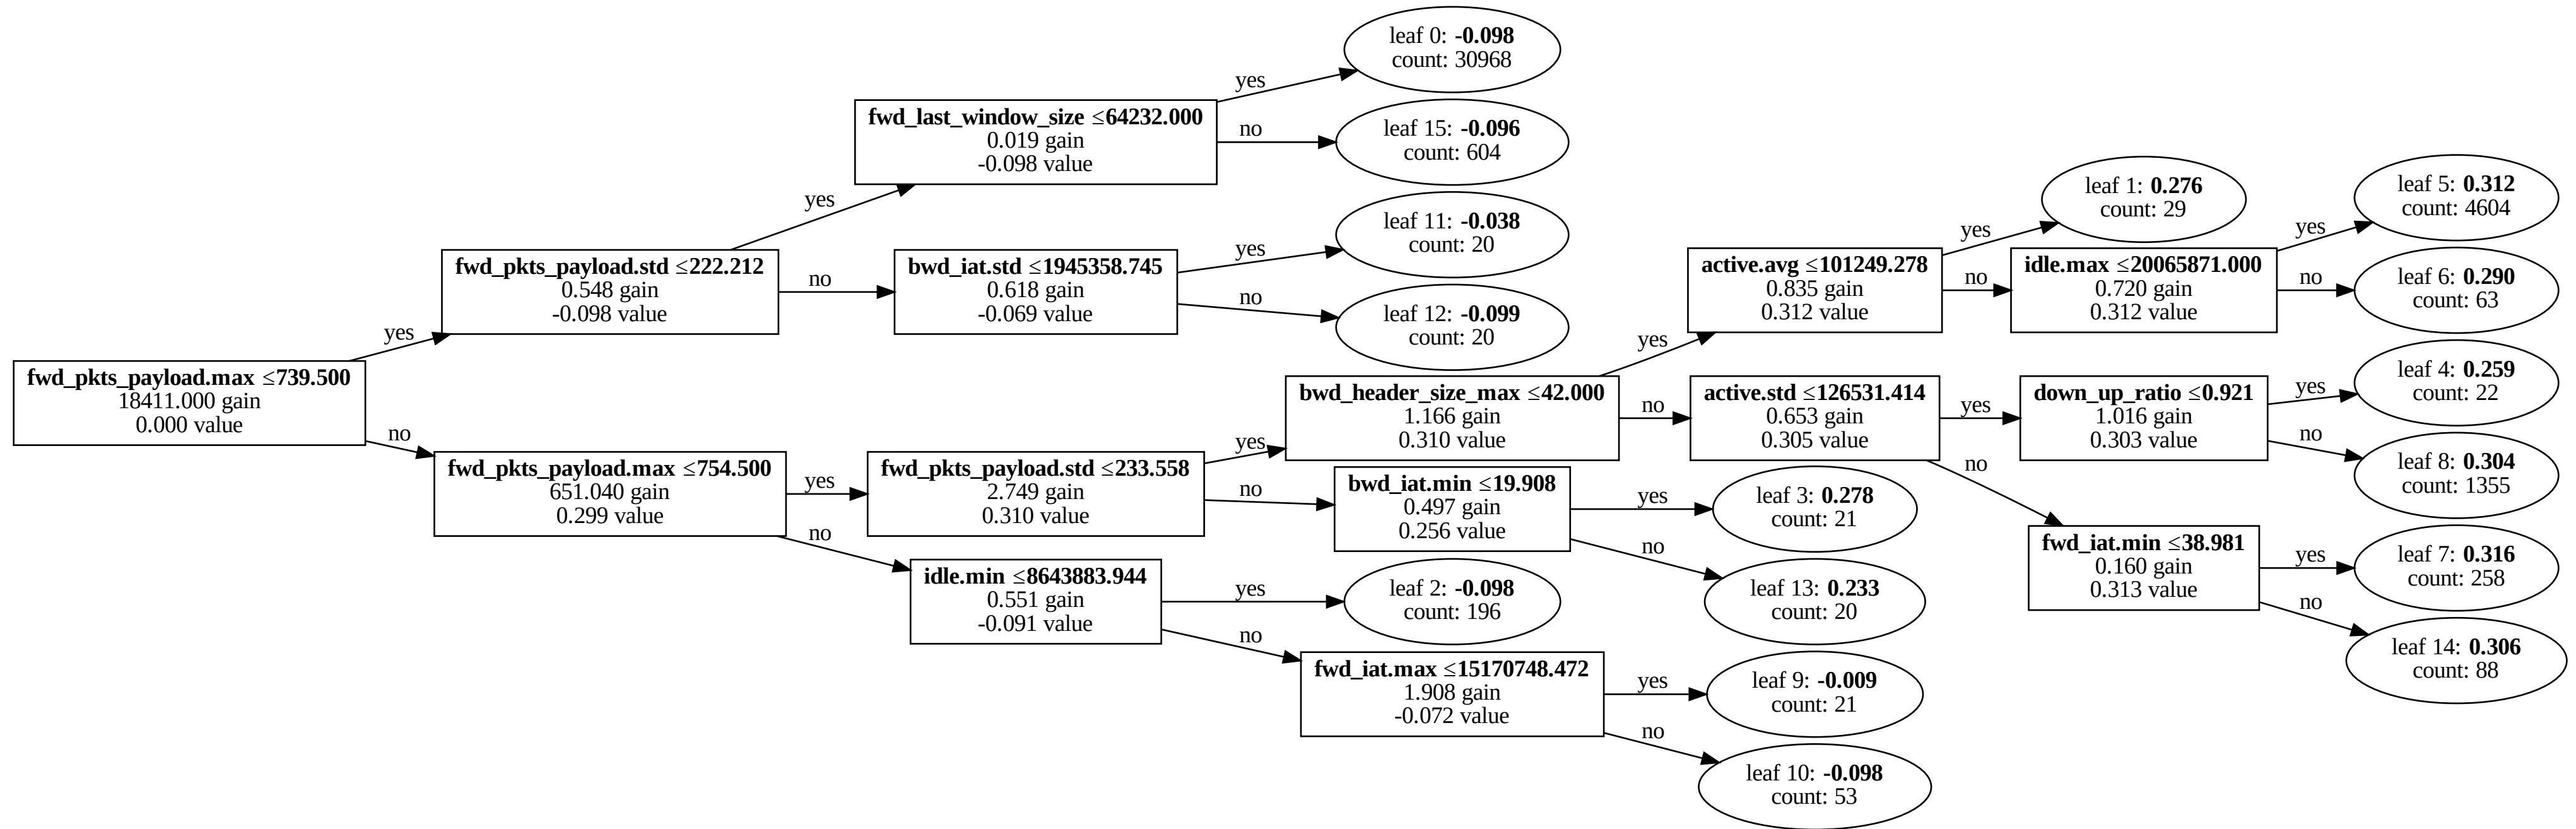 leaf 0: -0.098
count: 30968
yes
fwd_last_window_size ≤64232.000
0.019 gain
-0.098 value
no
leaf 15: -0.096
count: 604
yes
fwd_pkts_payload.std ≤222.212
0.548 gain
-0.098 value
no
bwd_iat.std ≤1945358.745
0.618 gain
-0.069 value
yes
leaf 11: -0.038
count: 20
no
leaf 12: -0.099
count: 20
yes
fwd_pkts_payload.max ≤739.500
18411.000 gain
0.000 value
no
fwd_pkts_payload.max ≤754.500
651.040 gain
0.299 value
yes
fwd_pkts_payload.std ≤233.558
2.749 gain
0.310 value
yes
bwd_header_size_max ≤42.000
1.166 gain
0.310 value
yes
active.avg ≤101249.278
0.835 gain
0.312 value
yes
leaf 1: 0.276
count: 29
no
idle.max ≤20065871.000
0.720 gain
0.312 value
yes
leaf 5: 0.312
count: 4604
no
leaf 6: 0.290
count: 63
no
active.std ≤126531.414
0.653 gain
0.305 value
yes
down_up_ratio ≤0.921
1.016 gain
0.303 value
yes
leaf 4: 0.259
count: 22
no
leaf 8: 0.304
count: 1355
no
fwd_iat.min ≤38.981
0.160 gain
0.313 value
yes
leaf 7: 0.316
count: 258
no
leaf 14: 0.306
count: 88
no
bwd_iat.min ≤19.908
0.497 gain
0.256 value
yes
leaf 3: 0.278
count: 21
no
leaf 13: 0.233
count: 20
no
idle.min ≤8643883.944
0.551 gain
-0.091 value
yes
leaf 2: -0.098
count: 196
no
fwd_iat.max ≤15170748.472
1.908 gain
-0.072 value
yes
leaf 9: -0.009
count: 21
no
leaf 10: -0.098
count: 53